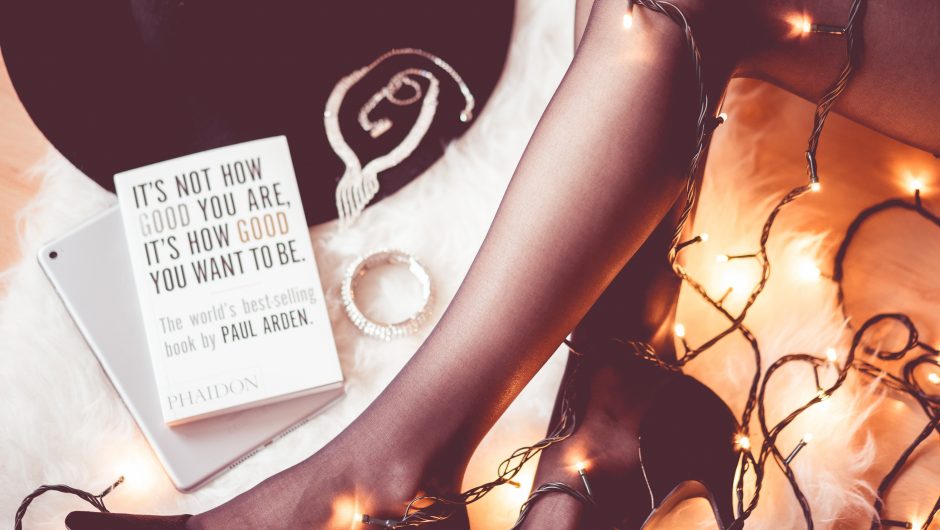 IT'S NOT HOW
GOOD YOU ARE,
IT'S HOW GOOD
YOU WANT TO BE.
The world's best-selling
book by PAUL ARDEN.
PHAIDON